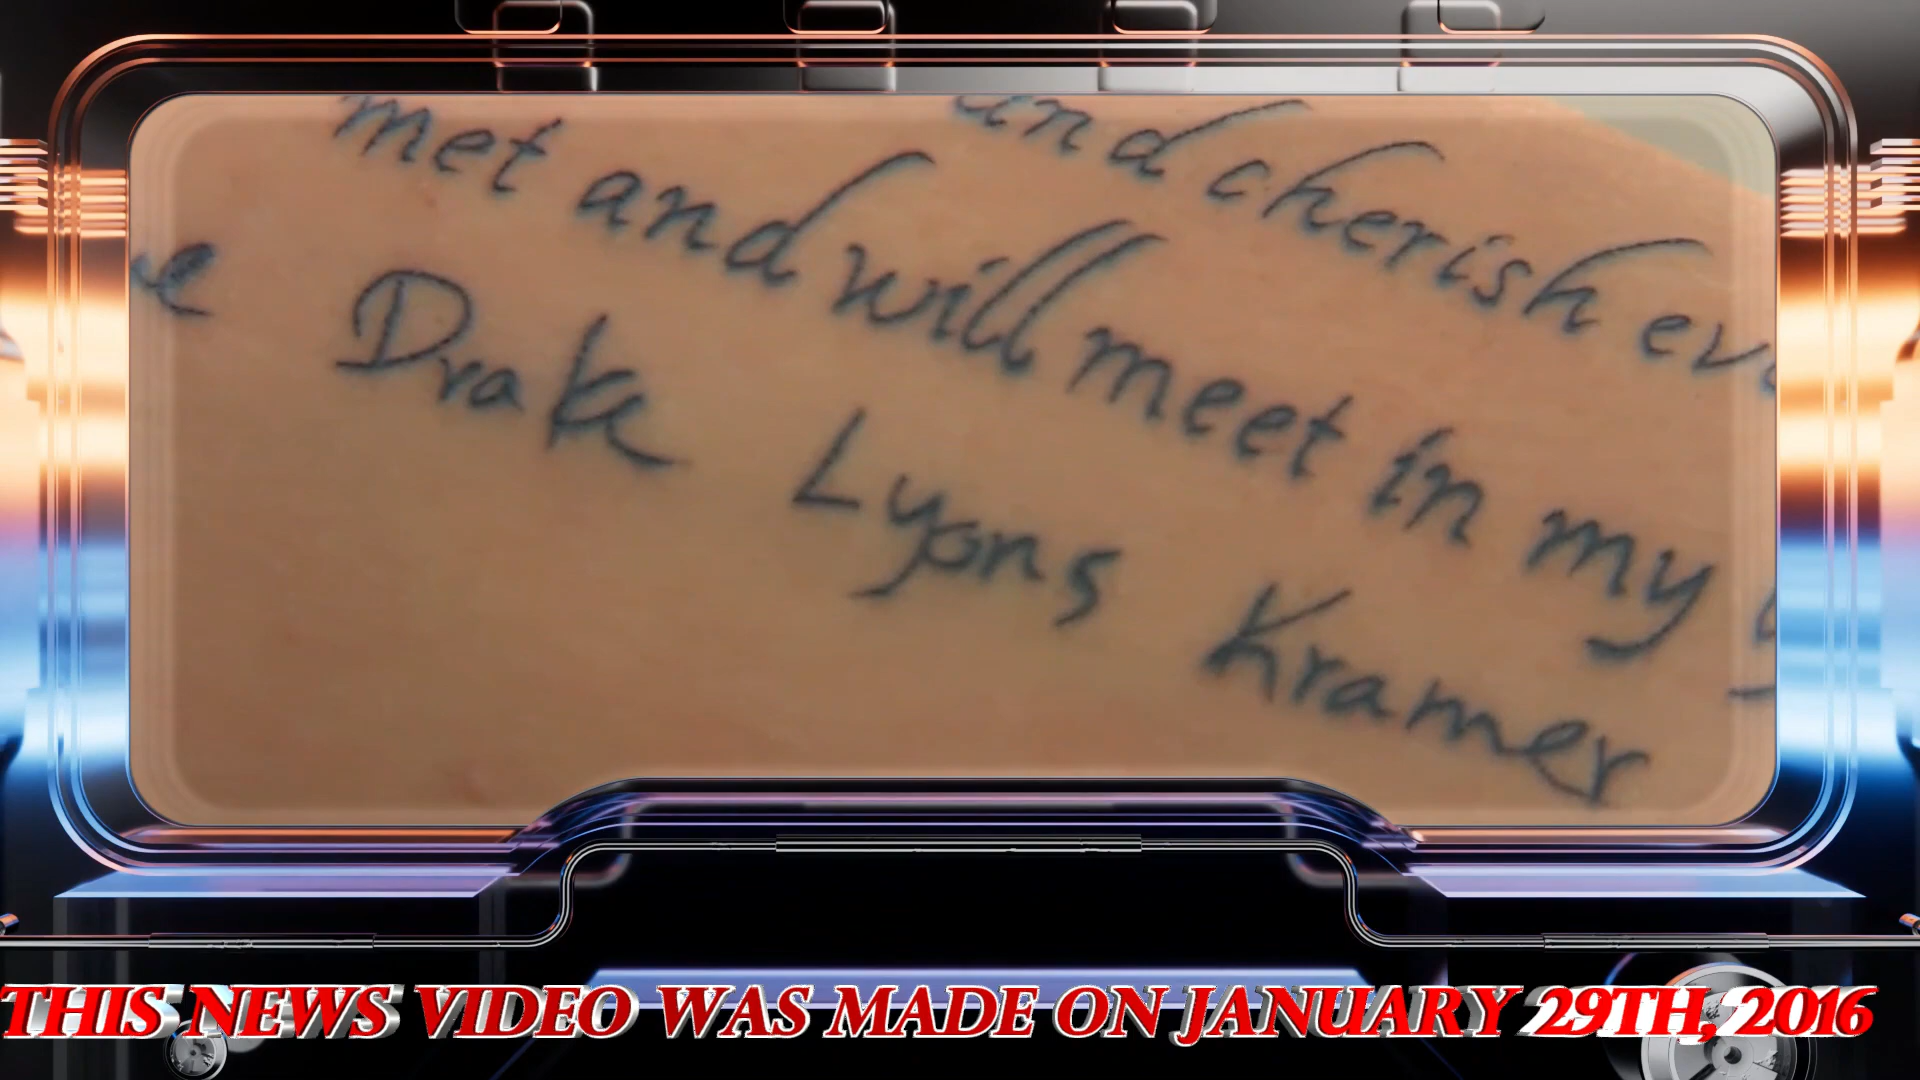 and cherish
met and will meet in my
Drake Lyons Kramer
THIS NEWS VIDEO WAS MADE ON JANUARY 29TH, 2016